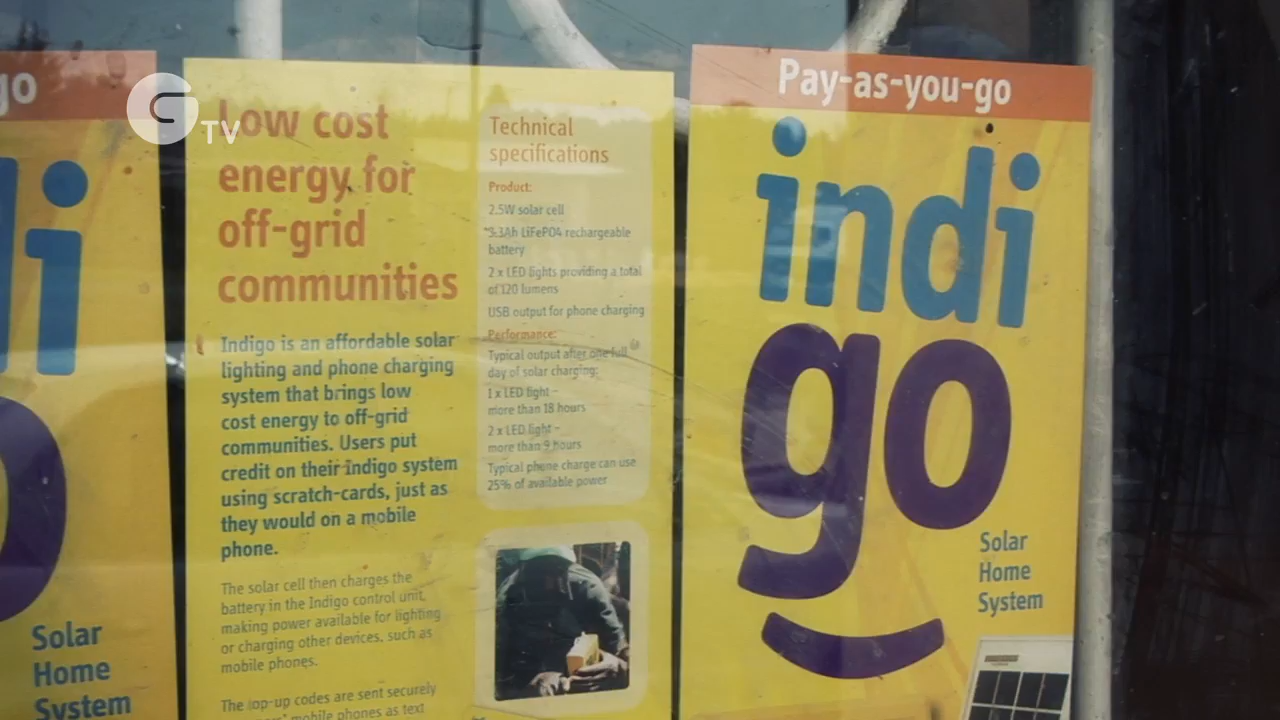 go
di
Solar
Home
System
G
TV
Low cost
energy for
off-grid
communities
Indigo is an affordable solar
lighting and phone charging
system that brings low
cost energy to off-grid
communities. Users put
credit on their Indigo system
using scratch-cards, just as
they would on a mobile
phone.
The solar cell then charges the
battery in the Indigo control unit,
making power available for lighting
or charging other devices, such as
mobile phones.
The top-up codes are sent securely
mobile phones as text
Technical
specifications
Product:
2.5W solar cell
3.3Ah LiFePO4 rechargeable
battery
2 x LED lights providing a total
of 120 lumens
USB output for phone charging
Performance:
Typical output after one full
day of solar charging:
1 x LED light –
more than 18 hours
2 x LED light –
more than 9 hours
Typical phone charge can use
25% of available power
Pay-as-you-go
indi
go
Solar
Home
System